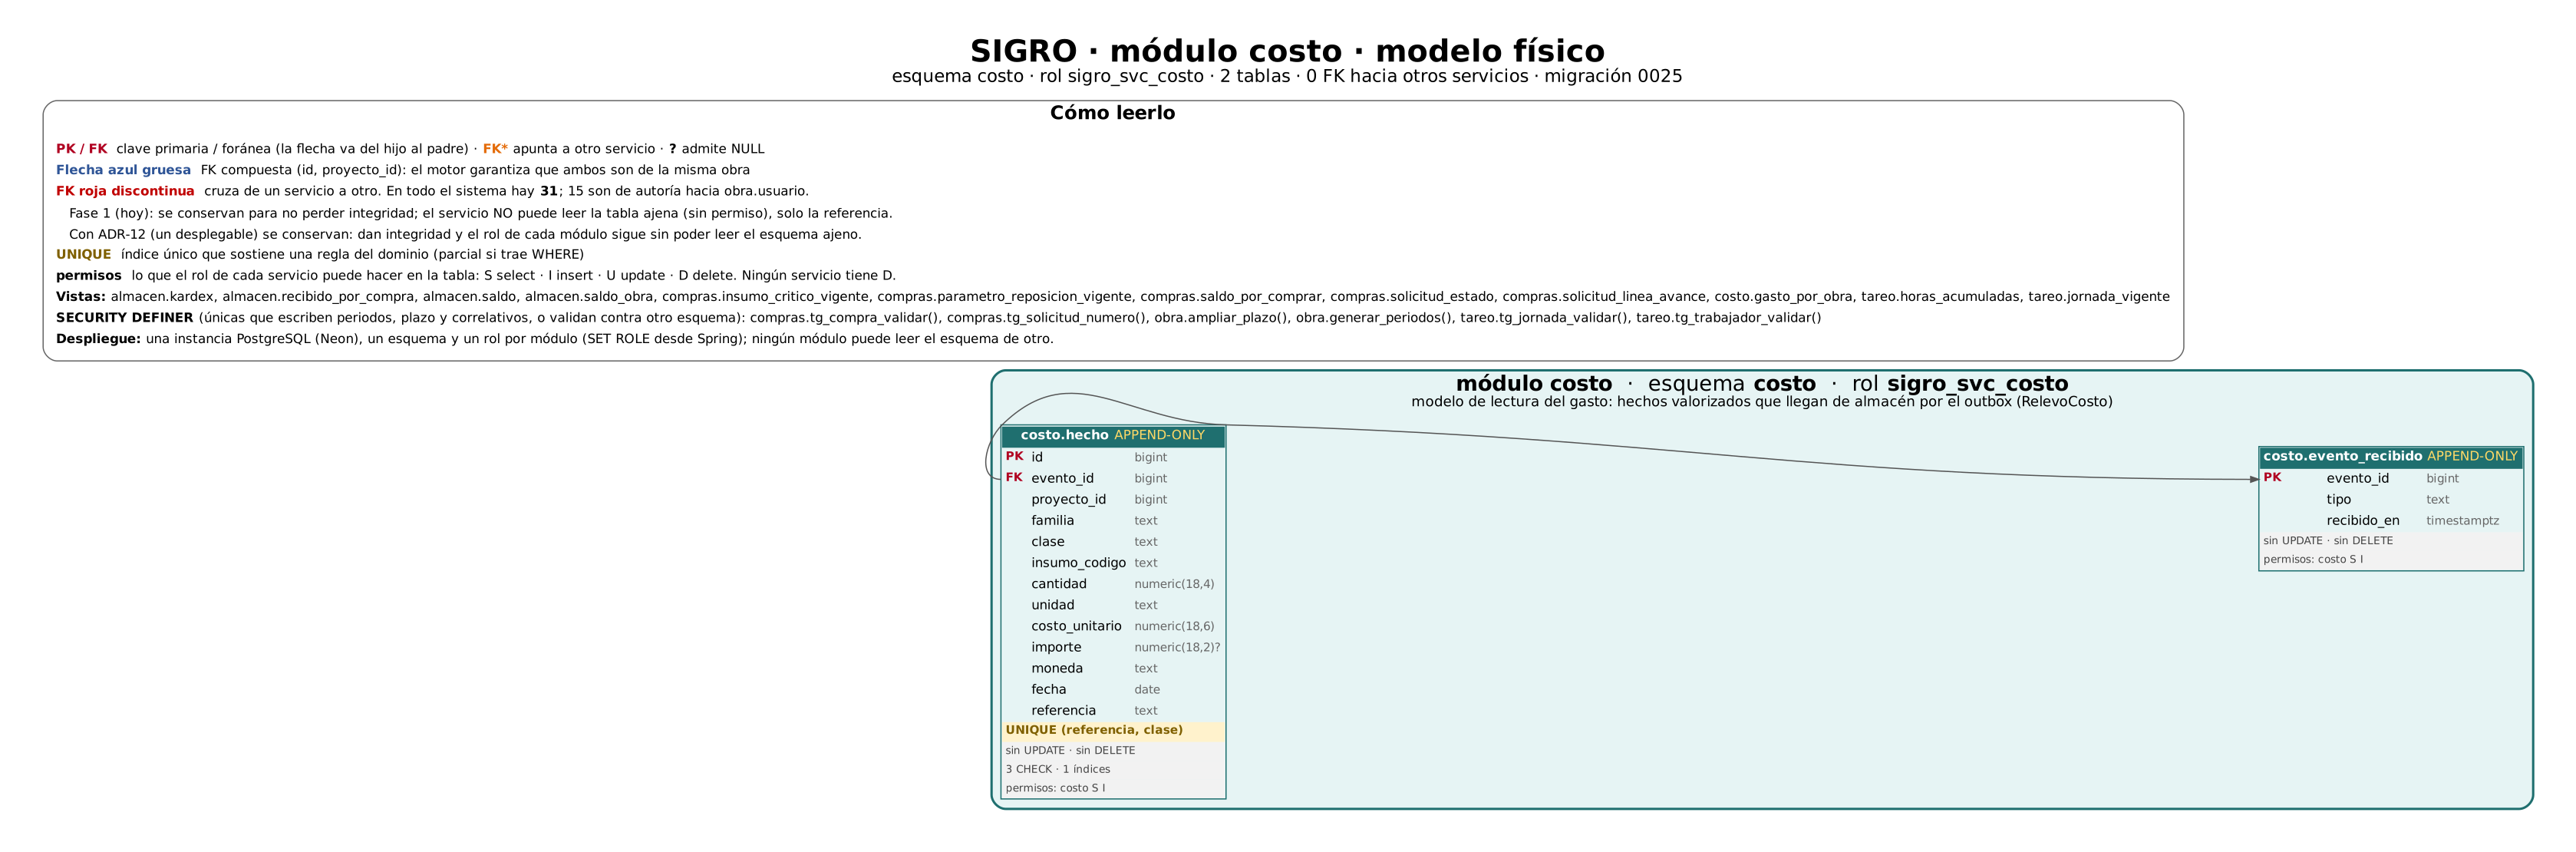 SIGRO · módulo costo · modelo físico
esquema costo · rol sigro_svc_costo · 2 tablas · 0 FK hacia otros servicios · migración 0025
Cómo leerlo
PK / FK clave primaria / foránea (la flecha va del hijo al padre) · FK* apunta a otro servicio · ? admite NULL
Flecha azul gruesa FK compuesta (id, proyecto_id): el motor garantiza que ambos son de la misma obra
FK roja discontinua cruza de un servicio a otro. En todo el sistema hay 31; 15 son de autoría hacia obra.usuario.
Fase 1 (hoy): se conservan para no perder integridad; el servicio NO puede leer la tabla ajena (sin permiso), solo la referencia.
Con ADR-12 (un desplegable) se conservan: dan integridad y el rol de cada módulo sigue sin poder leer el esquema ajeno.
UNIQUE índice único que sostiene una regla del dominio (parcial si trae WHERE)
permisos lo que el rol de cada servicio puede hacer en la tabla: S select · I insert · U update · D delete. Ningún servicio tiene D.
Vistas: almacen.kardex, almacen.recibido_por_compra, almacen.saldo, almacen.saldo_obra, compras.insumo_critico_vigente, compras.parametro_reposicion_vigente, compras.saldo_por_comprar, compras.solicitud_estado, compras.solicitud_linea_avance, costo.gasto_por_obra, tareo.horas_acumuladas, tareo.jornada_vigente
SECURITY DEFINER (únicas que escriben periodos, plazo y correlativos, o validan contra otro esquema): compras.tg_compra_validar(), compras.tg_solicitud_numero(), obra.ampliar_plazo(), obra.generar_periodos(), tareo.tg_jornada_validar(), tareo.tg_trabajador_validar()
Despliegue: una instancia PostgreSQL (Neon), un esquema y un rol por módulo (SET ROLE desde Spring); ningún módulo puede leer el esquema de otro.
módulo costo · esquema costo · rol sigro_svc_costo
modelo de lectura del gasto: hechos valorizados que llegan de almacén por el outbox (RelevoCosto)
costo.hecho APPEND-ONLY
PK id bigint
FK evento_id bigint
proyecto_id bigint
familia text
clase text
insumo_codigo text
cantidad numeric(18,4)
unidad text
costo_unitario numeric(18,6)
importe numeric(18,2)?
moneda text
fecha date
referencia text
UNIQUE (referencia, clase)
sin UPDATE · sin DELETE
3 CHECK · 1 índices
permisos: costo S I
costo.evento_recibido APPEND-ONLY
PK evento_id bigint
tipo text
recibido_en timestamptz
sin UPDATE · sin DELETE
permisos: costo S I